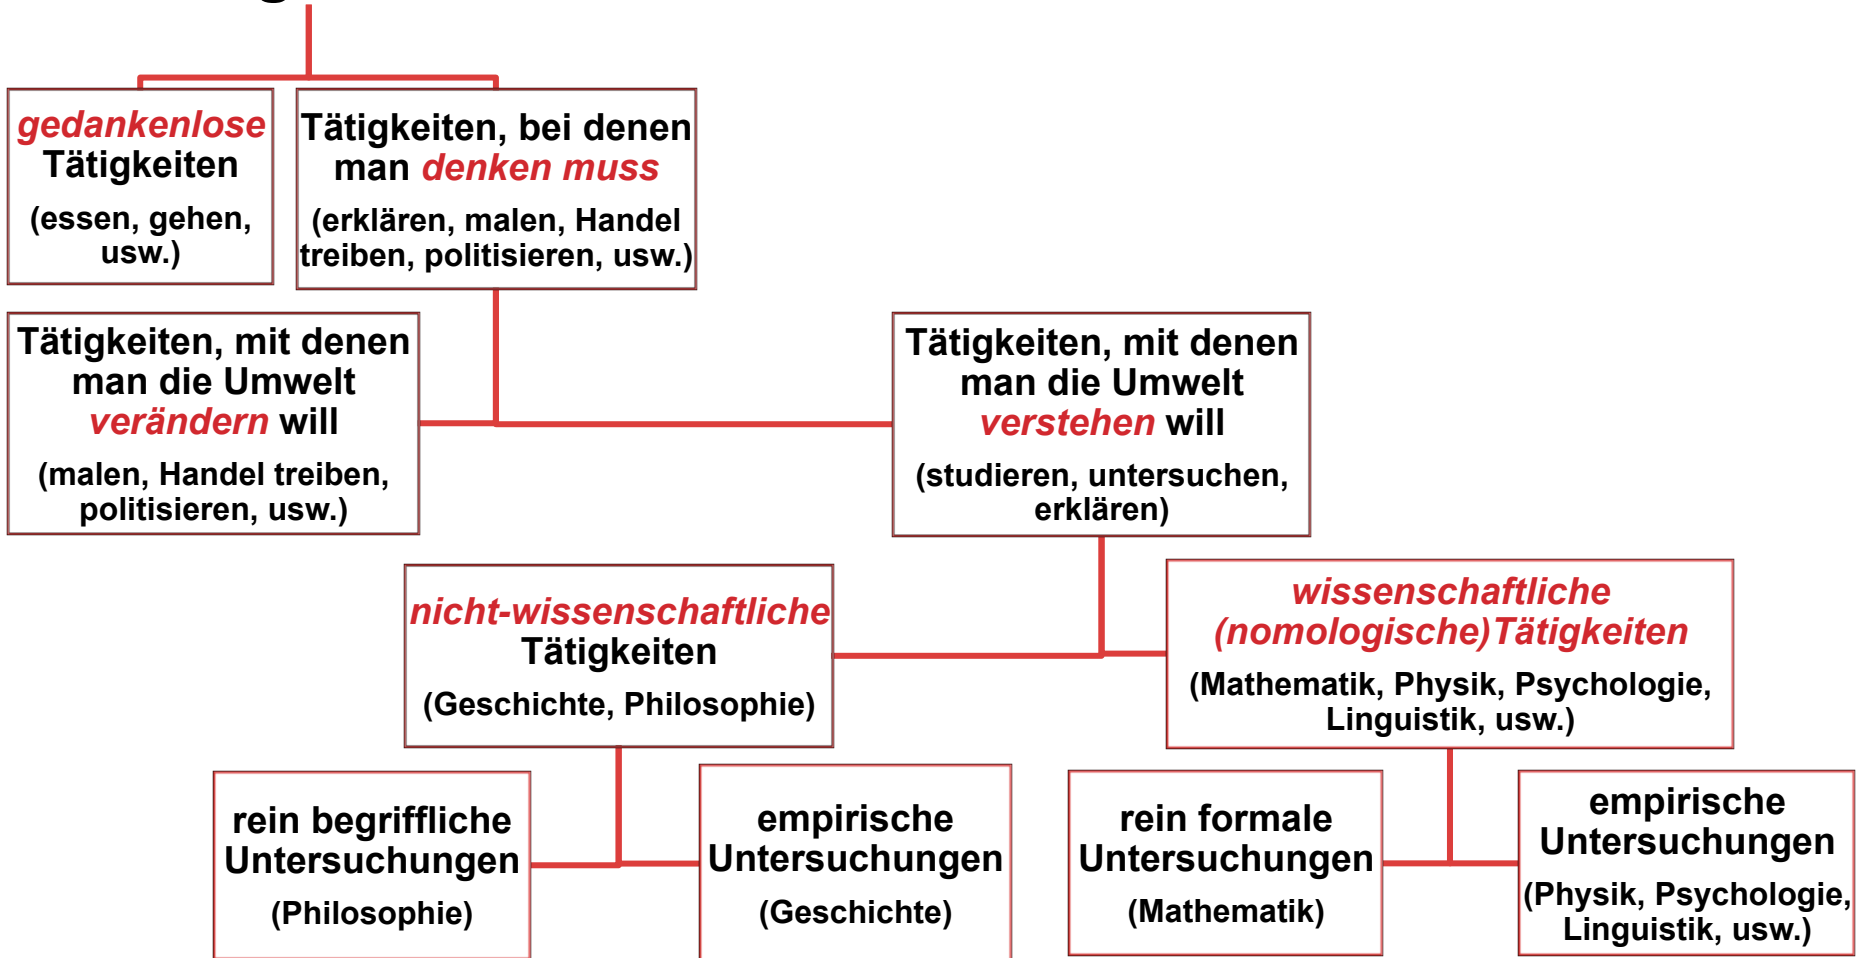 gedankenlose
Tätigkeiten
(essen, gehen,
usw.)
Tätigkeiten, bei denen
man denken muss
(erklären, malen, Handel
treiben, politisieren, usw.)
Tätigkeiten, mit denen
man die Umwelt
verändern will
(malen, Handel treiben,
politisieren, usw.)
Tätigkeiten, mit denen
man die Umwelt
verstehen will
(studieren, untersuchen,
erklären)
nicht-wissenschaftliche
Tätigkeiten
(Geschichte, Philosophie)
wissenschaftliche
(nomologische)Tätigkeiten
(Mathematik, Physik, Psychologie,
Linguistik, usw.)
rein begriffliche
Untersuchungen
(Philosophie)
empirische
Untersuchungen
(Geschichte)
rein formale
Untersuchungen
(Mathematik)
empirische
Untersuchungen
(Physik, Psychologie,
Linguistik, usw.)